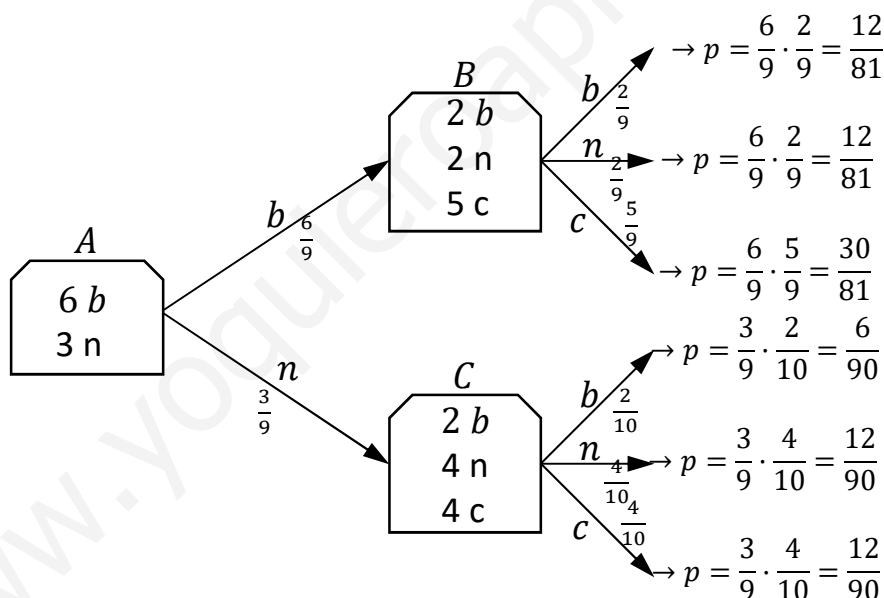 → p = 6/9 · 2/9 = 12/81
B
2 b
2 n
5 c
b 2/9
n 2/9
→ p = 6/9 · 2/9 = 12/81
c 5/9
→ p = 6/9 · 5/9 = 30/81
b 6/9
A
6 b
3 n
n 3/9
→ p = 3/9 · 2/10 = 6/90
C
2 b
4 n
4 c
b 2/10
n 4/10
→ p = 3/9 · 4/10 = 12/90
c 4/10
→ p = 3/9 · 4/10 = 12/90
www.yoquieroap